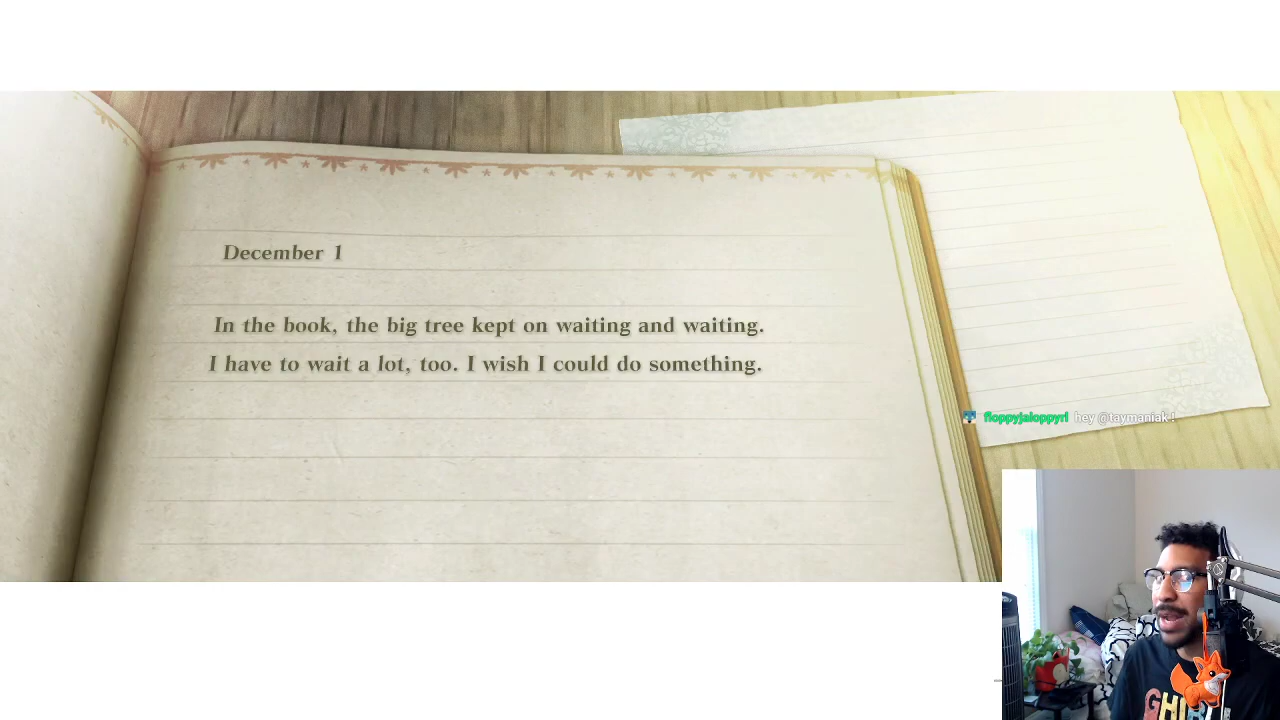 December 1
In the book, the big tree kept on waiting and waiting.
I have to wait a lot, too. I wish I could do something.
floppyjaloppyrl hey @taymaniak !